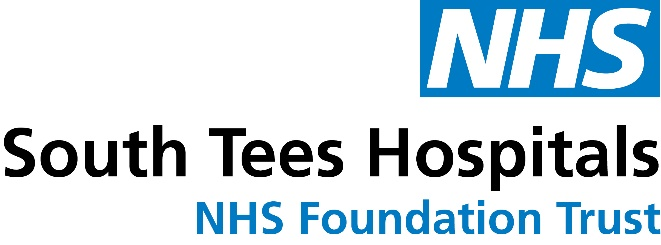 NHS
South Tees Hospitals
NHS Foundation Trust